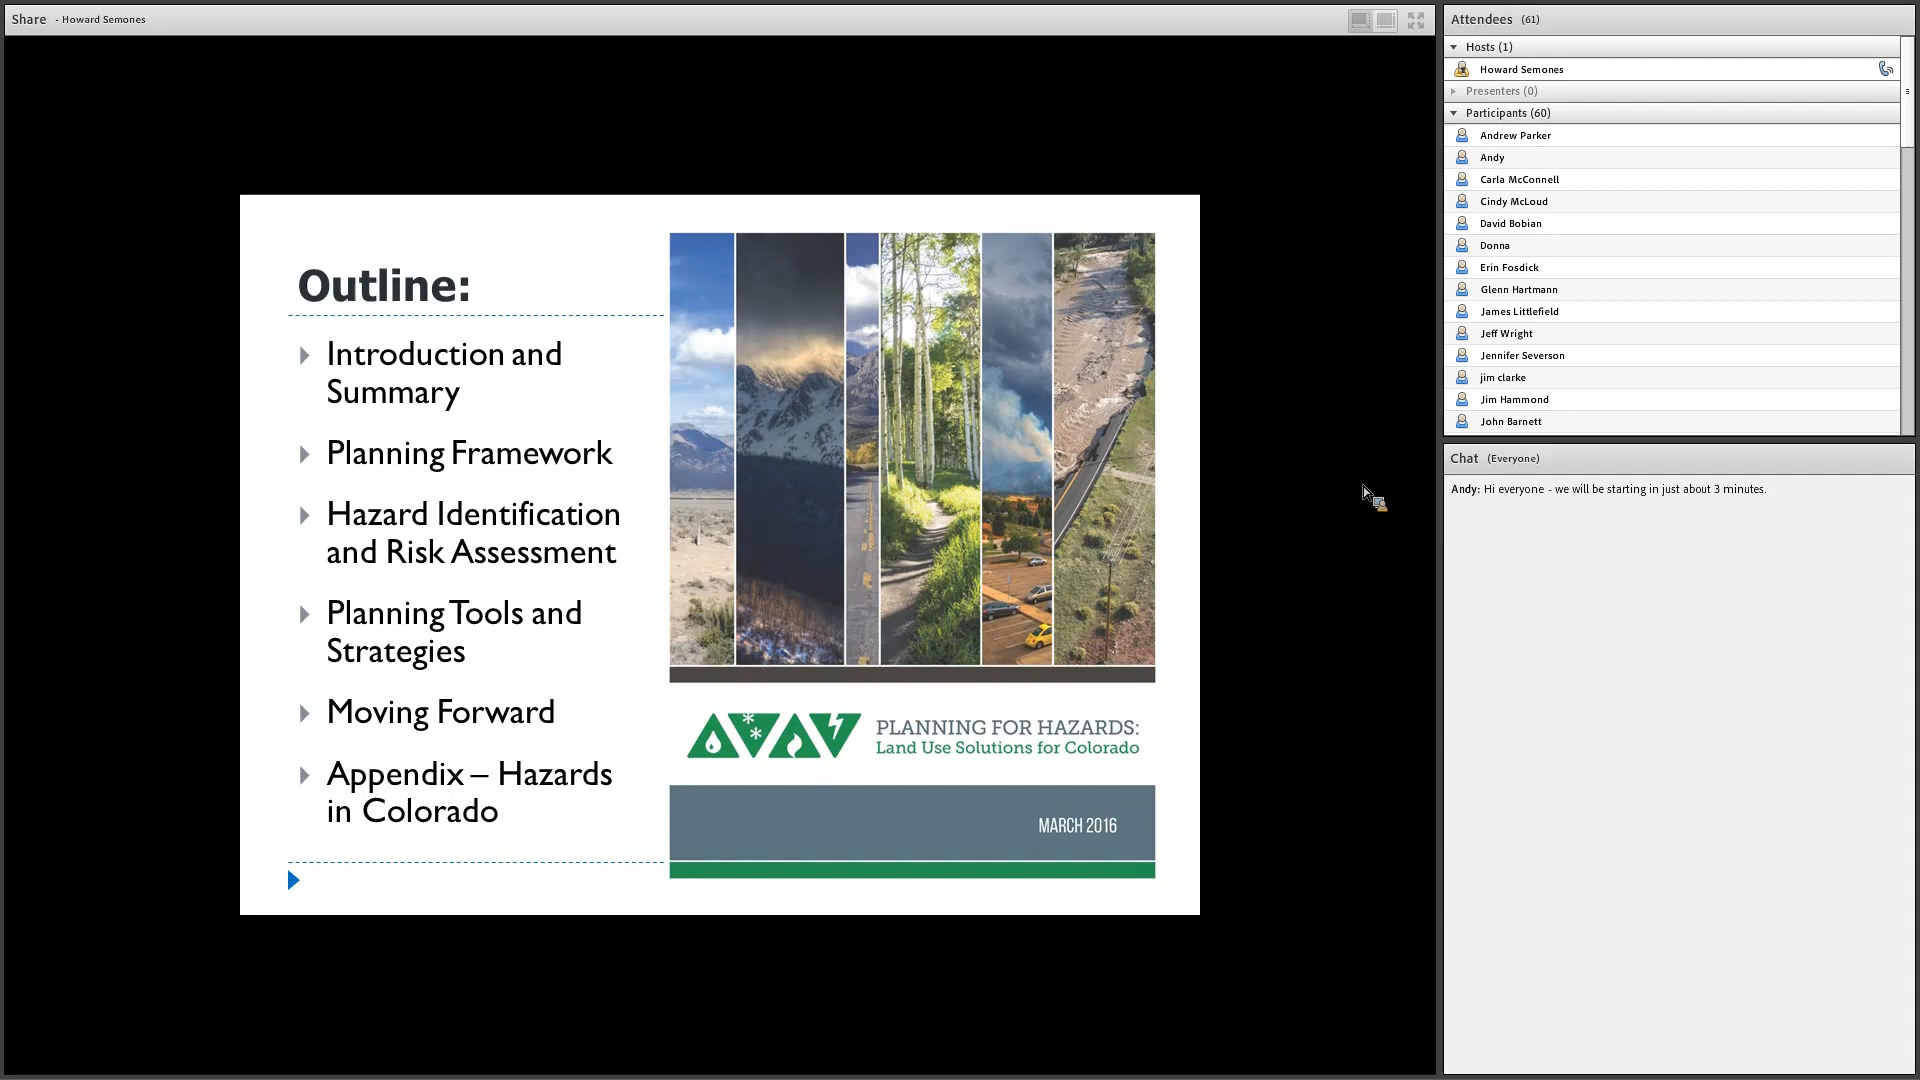 Share - Howard Semones
Outline:
Introduction and
Summary
Planning Framework
Hazard Identification
and Risk Assessment
Planning Tools and
Strategies
Moving Forward
Appendix – Hazards
in Colorado
PLANNING FOR HAZARDS:
Land Use Solutions for Colorado
MARCH 2016
Attendees (61)
Hosts (1)
Howard Semones
Presenters (0)
Participants (60)
Andrew Parker
Andy
Carla McConnell
Cindy McLoud
David Bobian
Donna
Erin Fosdick
Glenn Hartmann
James Littlefield
Jeff Wright
Jennifer Severson
jim clarke
Jim Hammond
John Barnett
Chat (Everyone)
Andy: Hi everyone - we will be starting in just about 3 minutes.